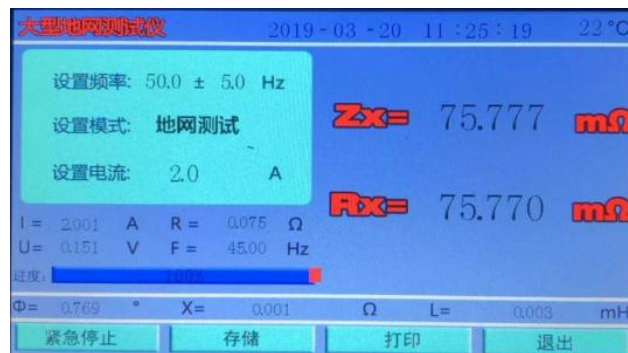 大型地网测试仪 2019-03-20 11:25:19 22°C
设置频率: 50.0 ± 5.0 Hz
设置模式: 地网测试
设置电流: 2.0 A
Zx= 75.777 mΩ
Rx= 75.770 mΩ
I = 2.001 A R = 0.075 Ω
U= 0.151 V F = 45.00 Hz
进度: 100%
Φ= 0.769 ° X= 0.001 Ω L= 0.003 mH
紧急停止 存储 打印 退出